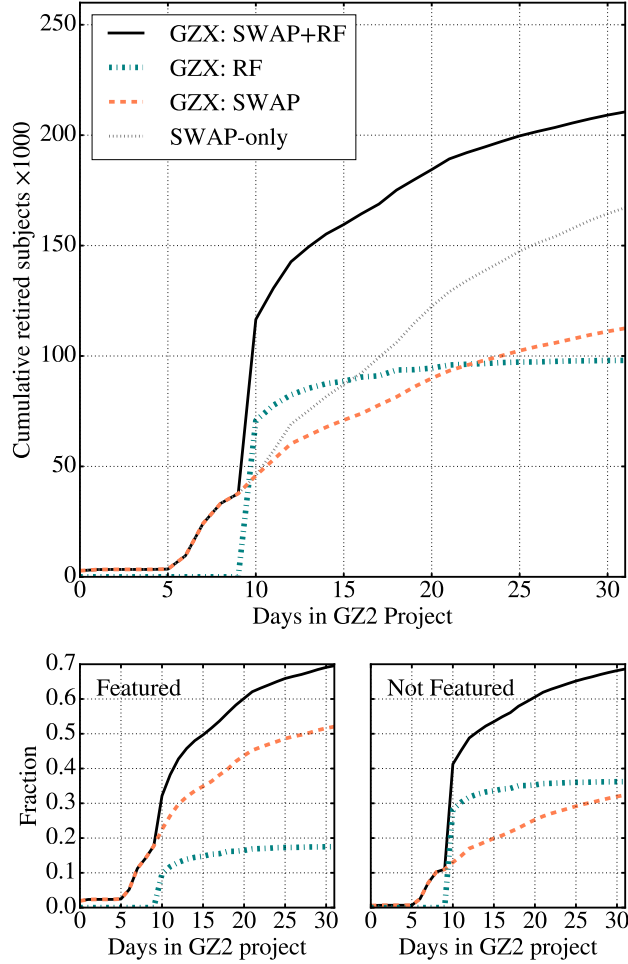 GZX: SWAP+RF
GZX: RF
GZX: SWAP
SWAP-only
Cumulative retired subjects ×1000
250
200
150
100
50
0
0 5 10 15 20 25 30
Days in GZ2 Project
Featured
Fraction
0.7
0.6
0.5
0.4
0.3
0.2
0.1
0.0
0 5 10 15 20 25 30
Days in GZ2 project
Not Featured
0 5 10 15 20 25 30
Days in GZ2 project